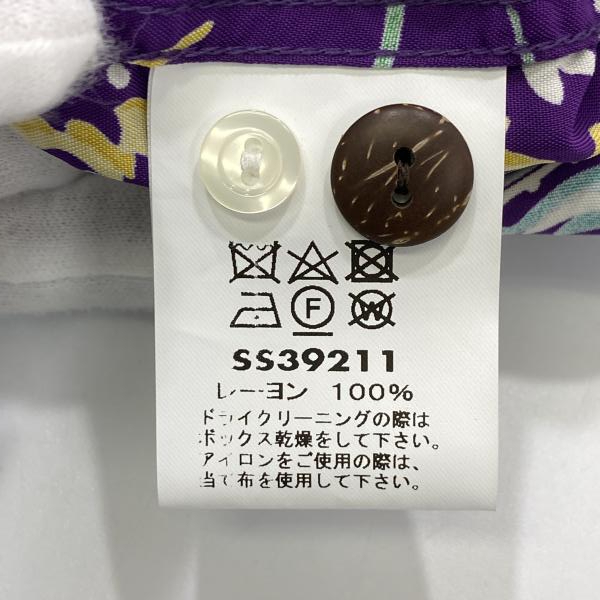 F W
SS39211
レーヨン 100%
ドライクリーニングの際は
ボックス乾燥をして下さい。
アイロンをご使用の際は、
当て布を使用して下さい。